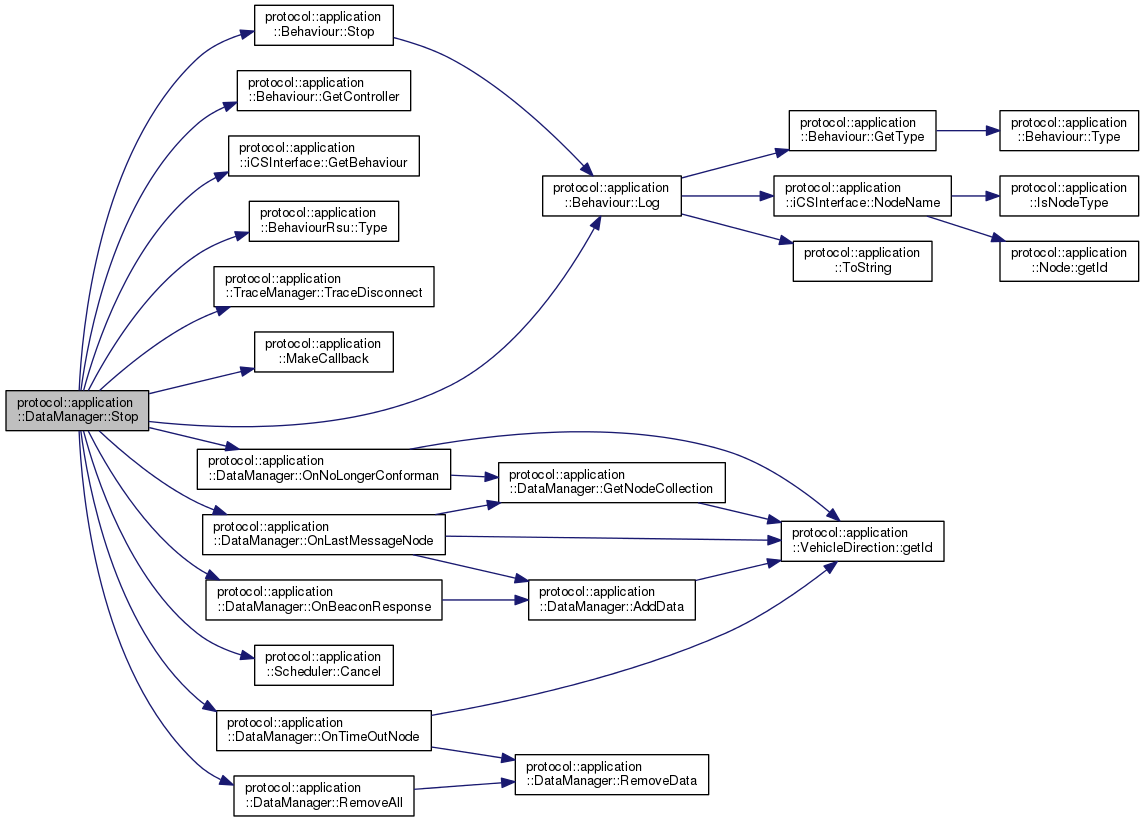 protocol::application
::Behaviour::Stop
protocol::application
::Behaviour::GetController
protocol::application
::iCSInterface::GetBehaviour
protocol::application
::BehaviourRsu::Type
protocol::application
::TraceManager::TraceDisconnect
protocol::application
::MakeCallback
protocol::application
::DataManager::Stop
protocol::application
::DataManager::OnNoLongerConforman
protocol::application
::DataManager::OnLastMessageNode
protocol::application
::DataManager::OnBeaconResponse
protocol::application
::Scheduler::Cancel
protocol::application
::DataManager::OnTimeOutNode
protocol::application
::DataManager::RemoveAll
protocol::application
::Behaviour::Log
protocol::application
::DataManager::GetNodeCollection
protocol::application
::DataManager::AddData
protocol::application
::DataManager::RemoveData
protocol::application
::Behaviour::GetType
protocol::application
::iCSInterface::NodeName
protocol::application
::ToString
protocol::application
::VehicleDirection::getId
protocol::application
::Behaviour::Type
protocol::application
::IsNodeType
protocol::application
::Node::getId